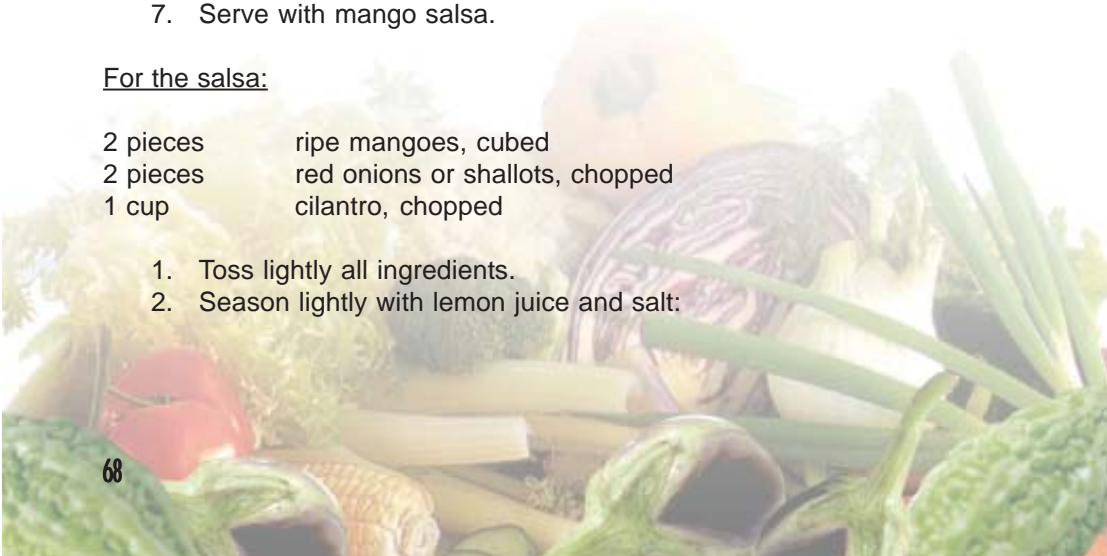 7. Serve with mango salsa.
For the salsa:
2 pieces ripe mangoes, cubed
2 pieces red onions or shallots, chopped
1 cup cilantro, chopped
1. Toss lightly all ingredients.
2. Season lightly with lemon juice and salt:
68